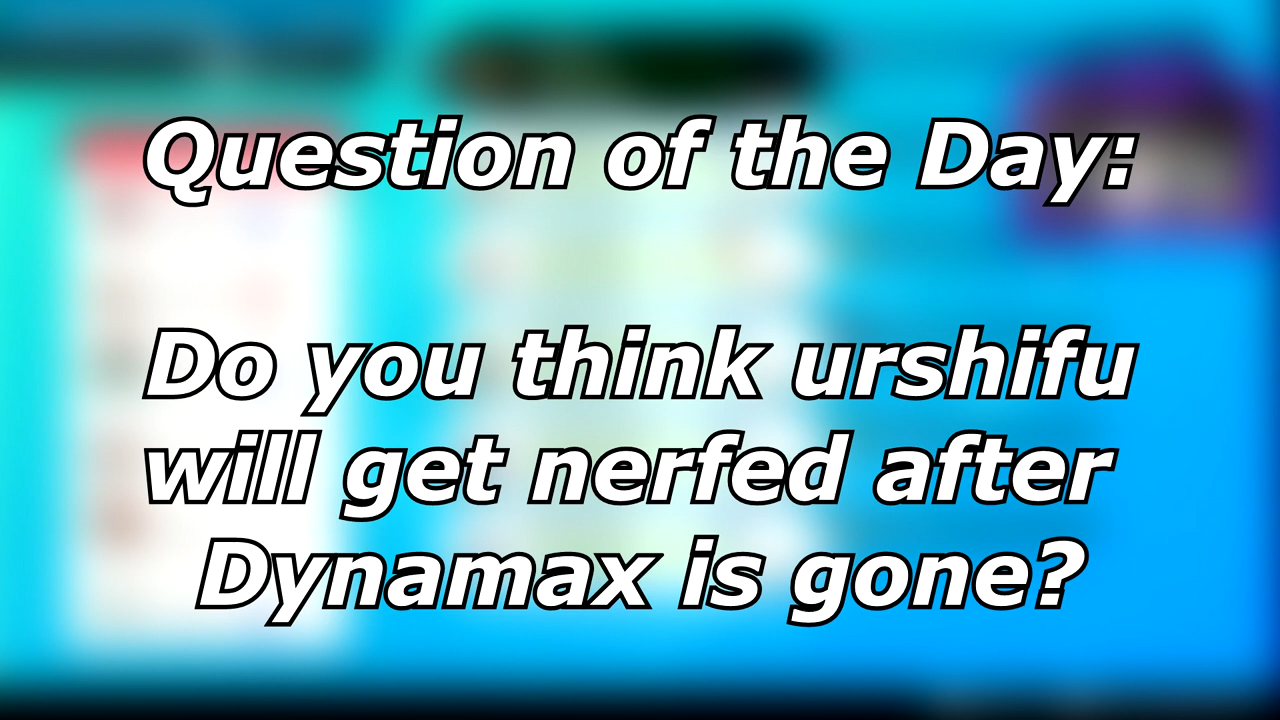 Question of the Day:
Do you think urshifu
will get nerfed after
Dynamax is gone?